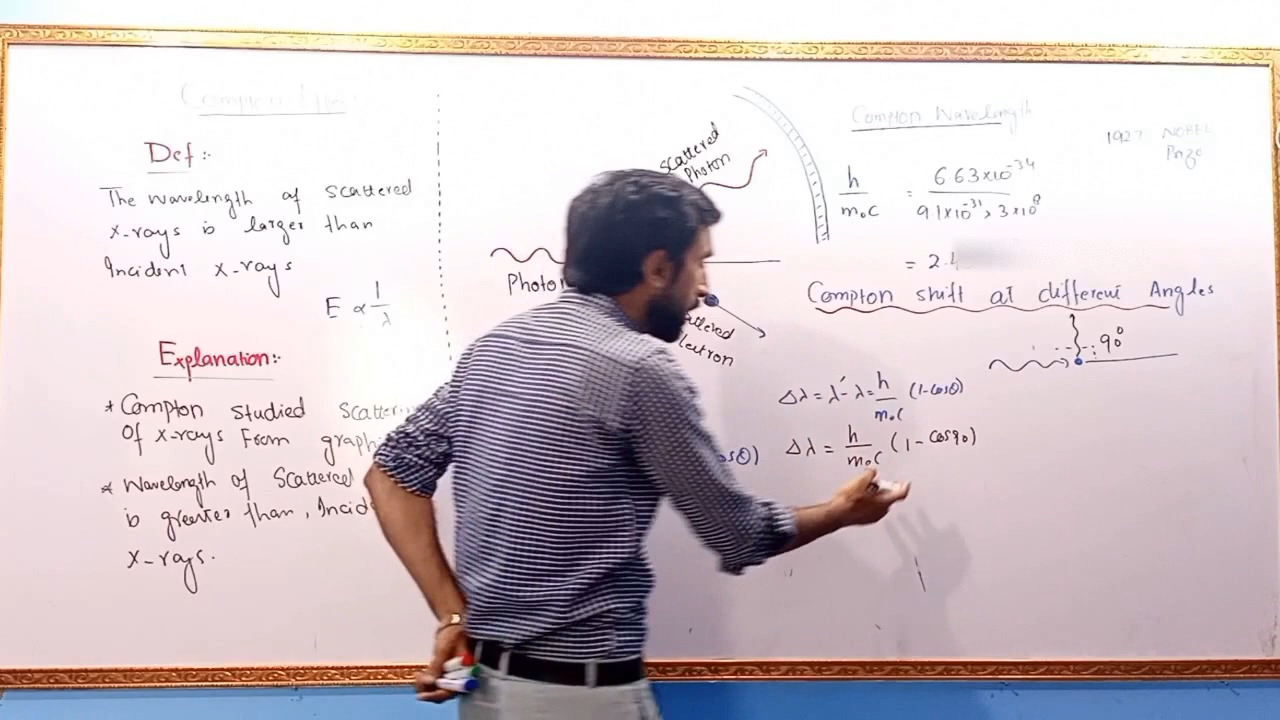 Def:-
The wavelength of scattered
x-rays is larger than
Incident x-rays
E ∝ 1/λ
Explanation:-
* Compton studied Scatterin
Of x-rays From graphi
* Wavelength of Scattered
is greater than, Incid
x-rays.
Scattered
Photon
Photon
attered
lectron
osθ)
Compton Wavelength
1927 NOBEL
Prize
h/m₀c = 6.63x10⁻³⁴/9.1x10⁻³¹ x 3x10⁸
= 2.4
Compton shift at different Angles
90°
Δλ = λ´- λ = h/m₀c (1-cosθ)
Δλ = h/m₀c (1-cos90)